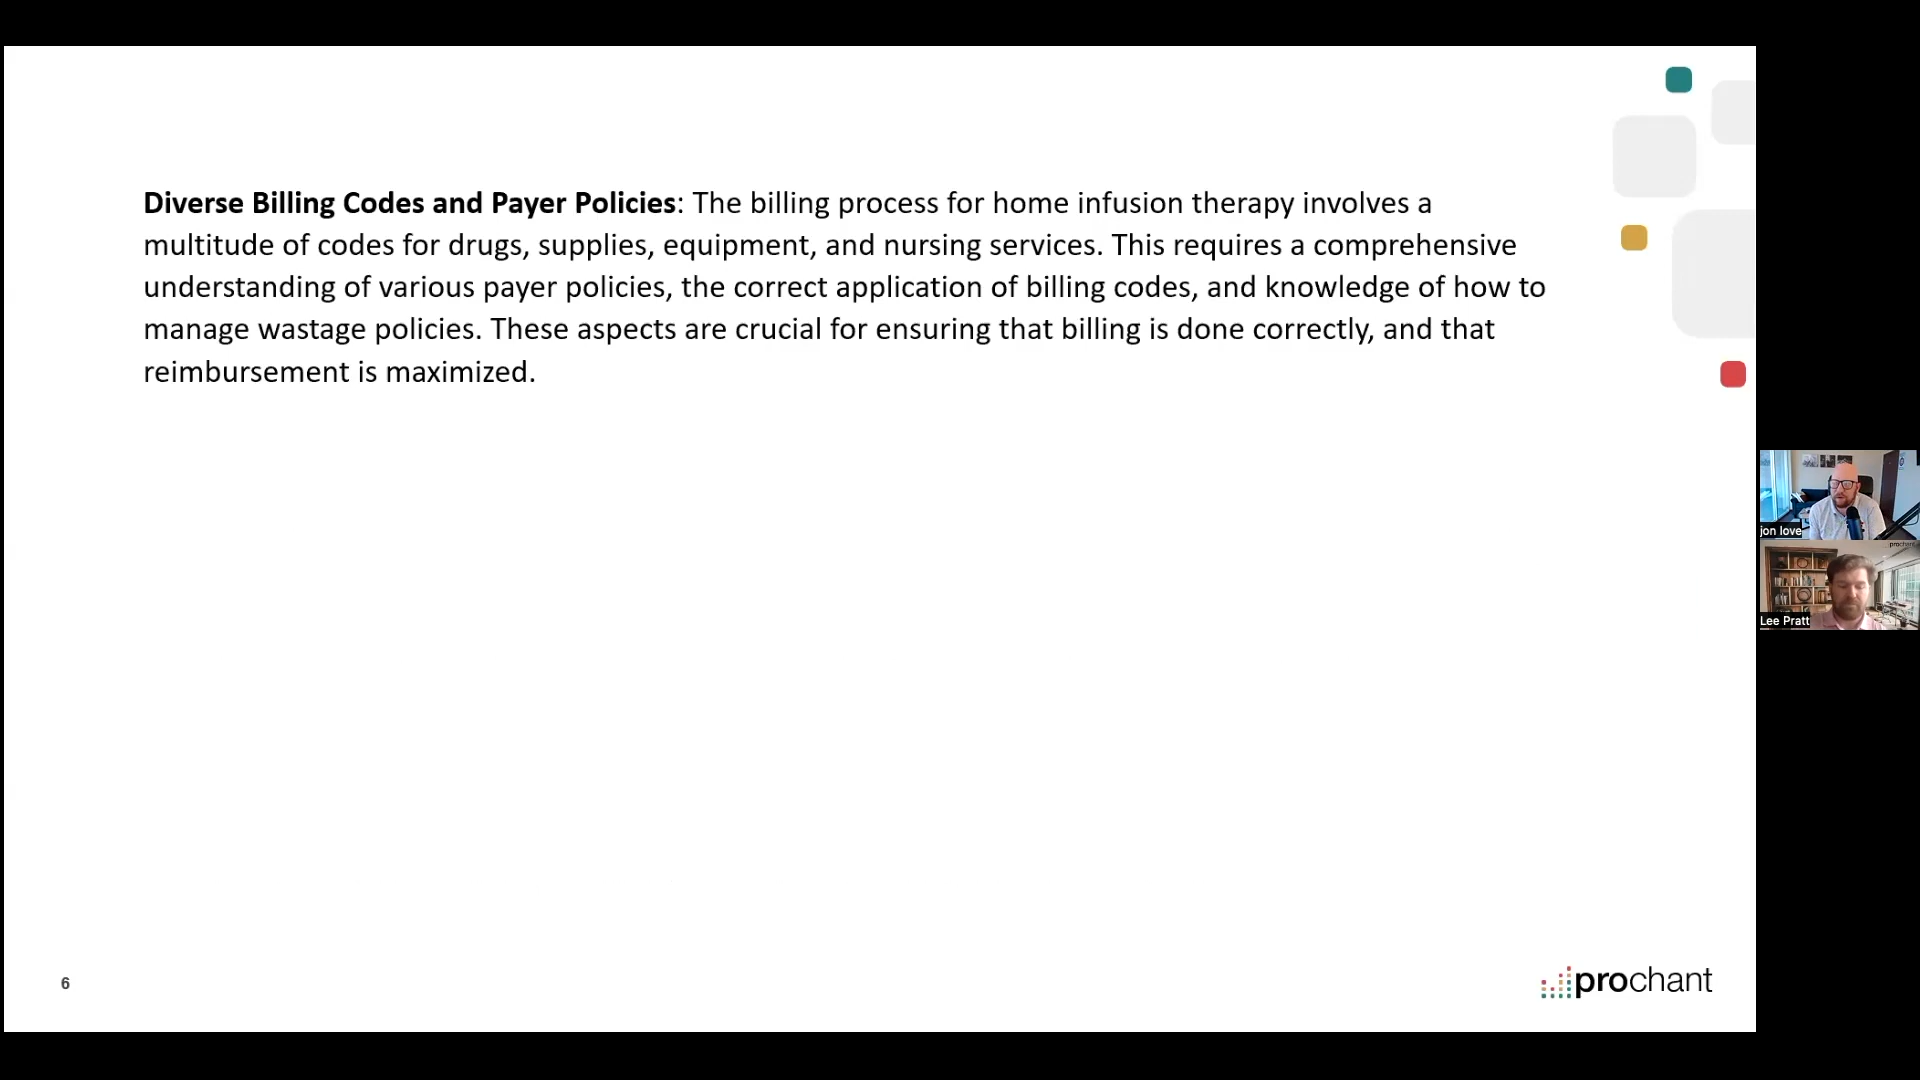 Diverse Billing Codes and Payer Policies: The billing process for home infusion therapy involves a
multitude of codes for drugs, supplies, equipment, and nursing services. This requires a comprehensive
understanding of various payer policies, the correct application of billing codes, and knowledge of how to
manage wastage policies. These aspects are crucial for ensuring that billing is done correctly, and that
reimbursement is maximized.
jon love
prochant
Lee Pratt
6
prochant